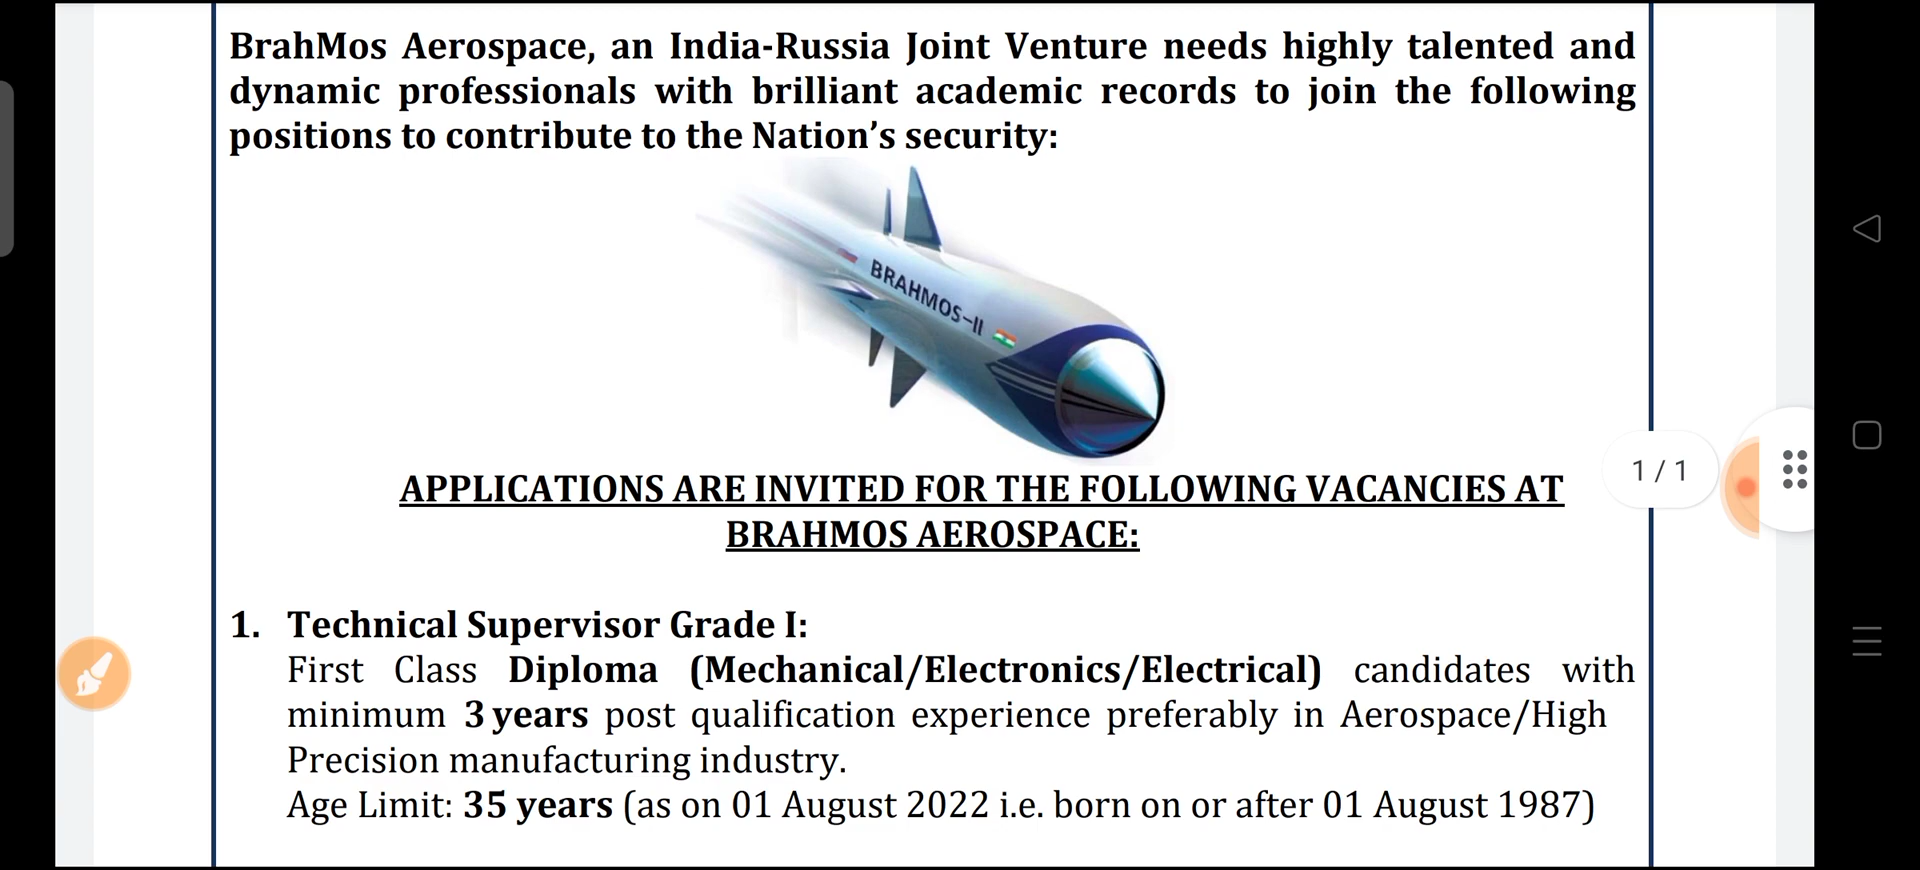 BrahMos Aerospace, an India-Russia Joint Venture needs highly talented and
dynamic professionals with brilliant academic records to join the following
positions to contribute to the Nation’s security:
BRAHMOS-II
APPLICATIONS ARE INVITED FOR THE FOLLOWING VACANCIES AT
BRAHMOS AEROSPACE:
1 / 1
1. Technical Supervisor Grade I:
First Class Diploma (Mechanical/Electronics/Electrical) candidates with
minimum 3 years post qualification experience preferably in Aerospace/High
Precision manufacturing industry.
Age Limit: 35 years (as on 01 August 2022 i.e. born on or after 01 August 1987)